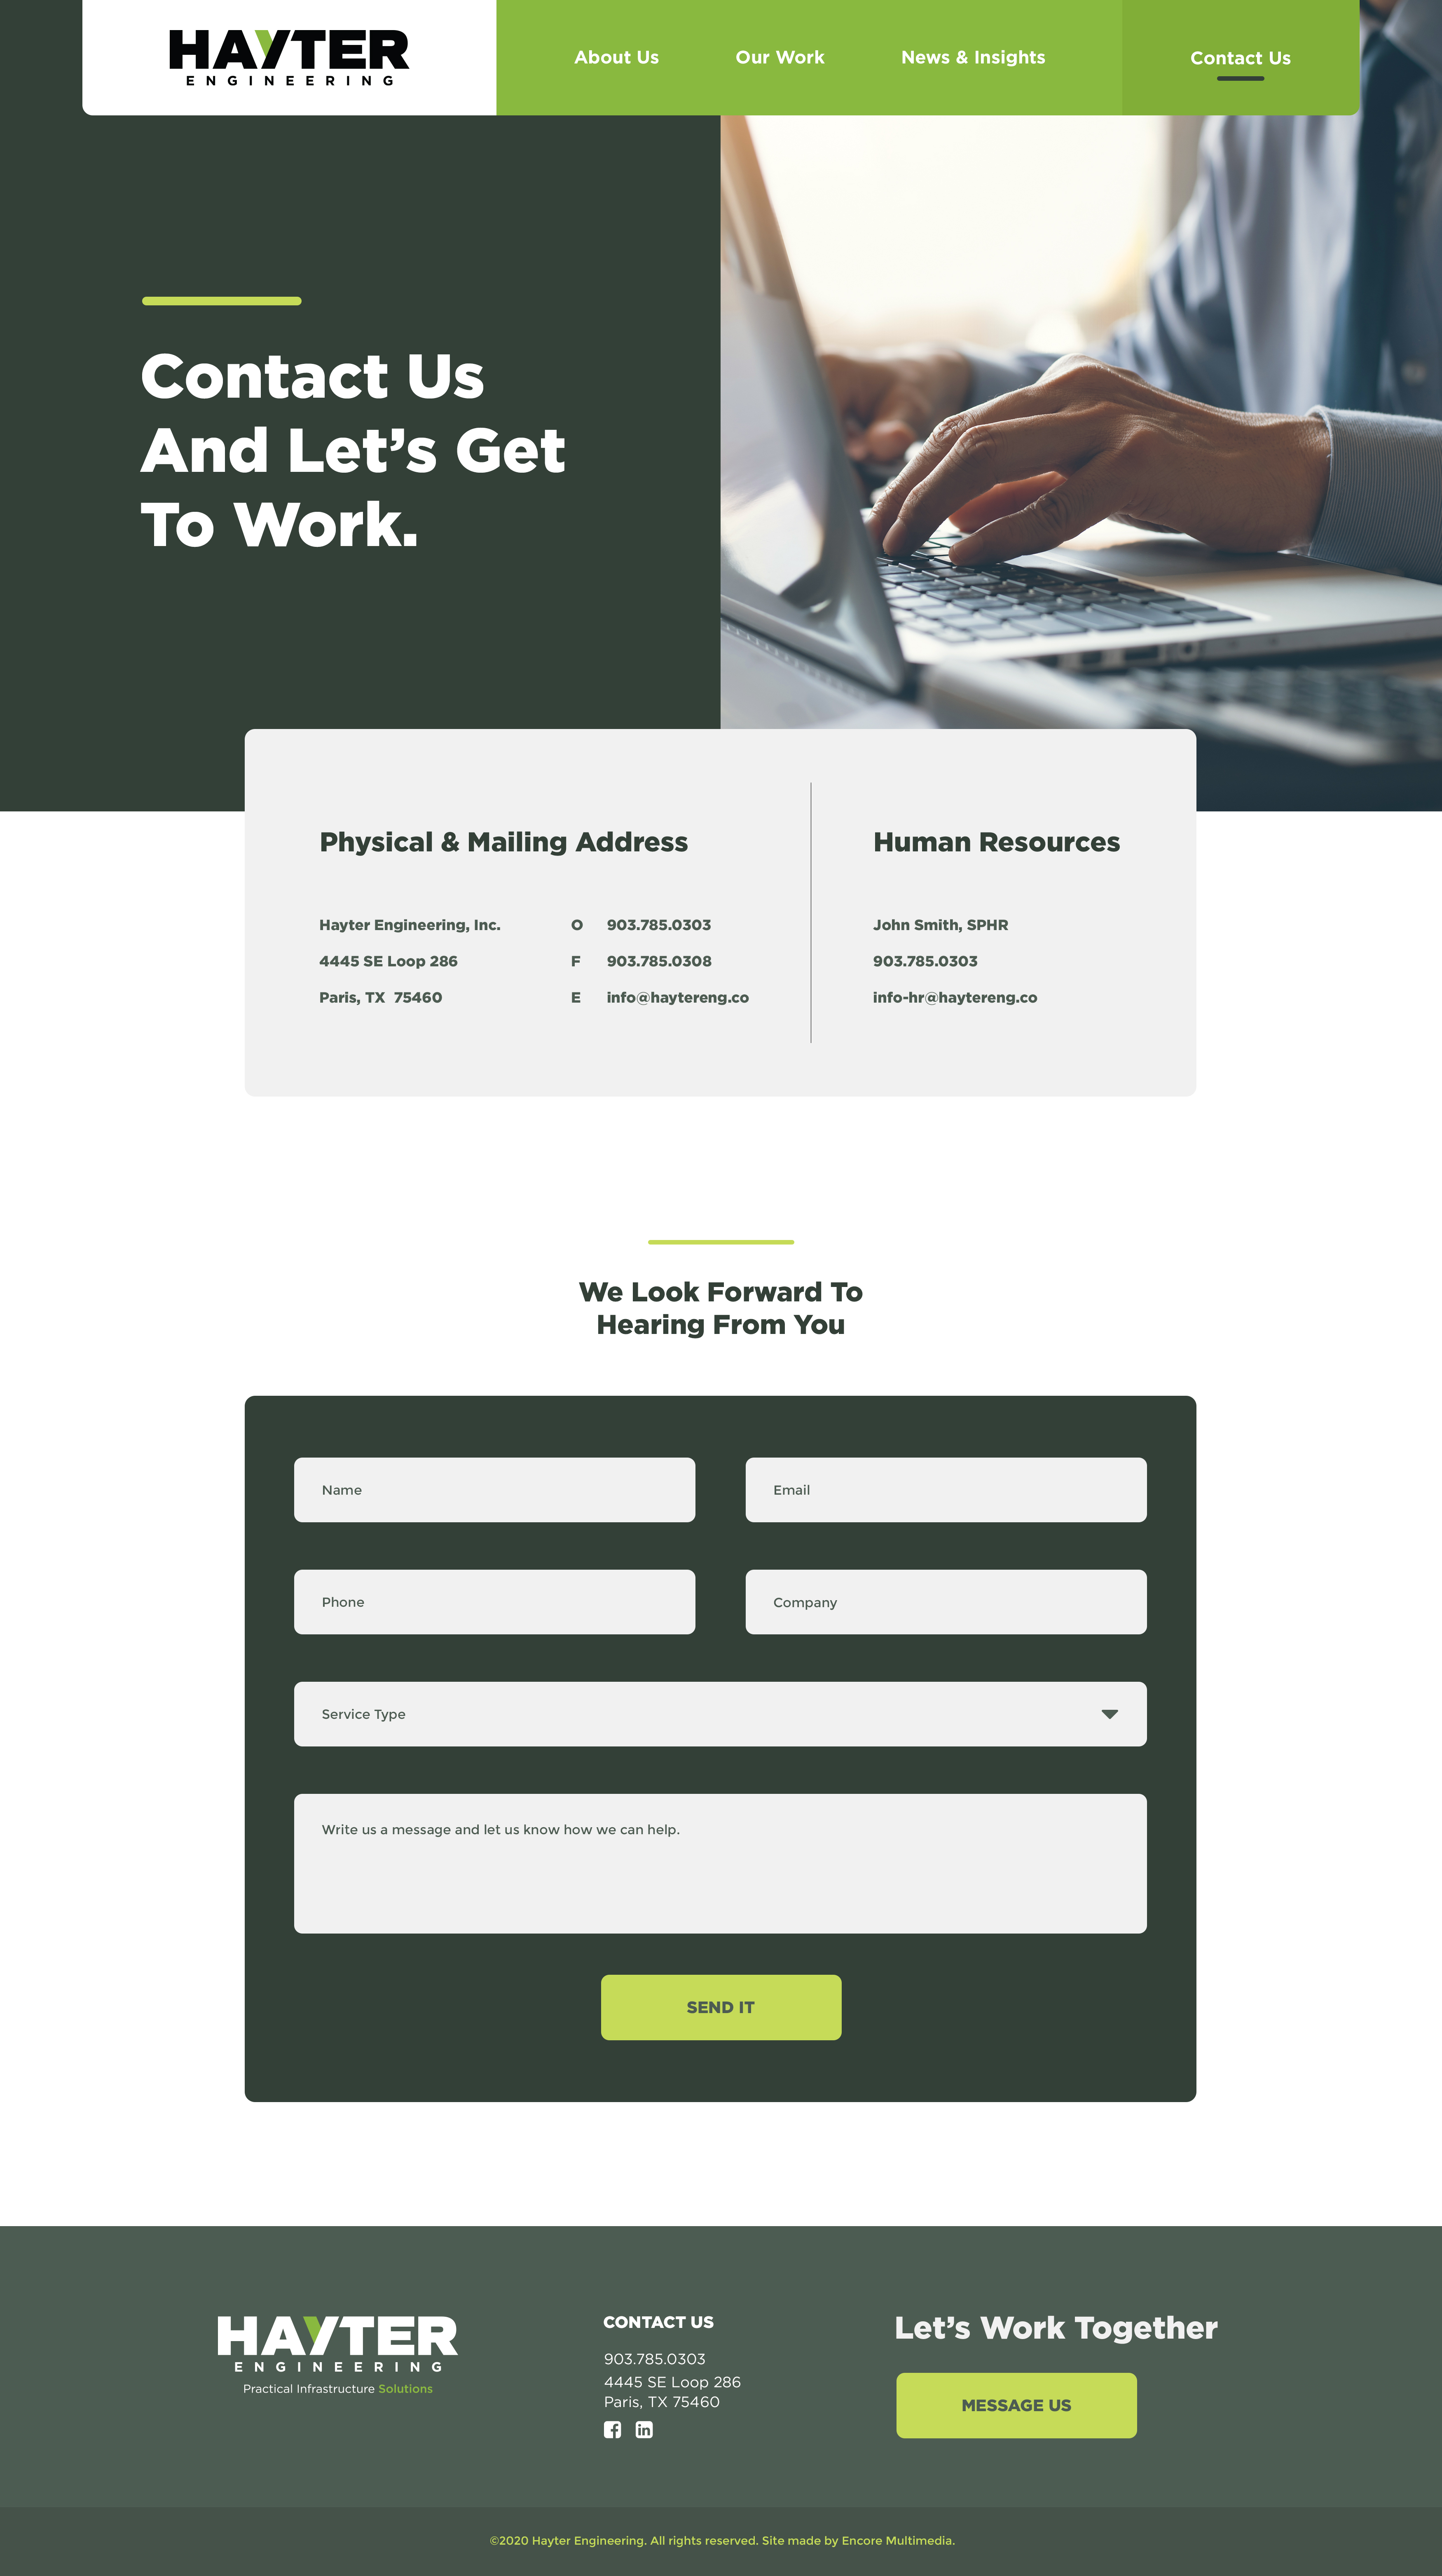 HAYTER
ENGINEERING
About Us
Our Work
News & Insights
Contact Us
Contact Us
And Let’s Get
To Work.
Physical & Mailing Address
Hayter Engineering, Inc.
4445 SE Loop 286
Paris, TX  75460
O 903.785.0303
F 903.785.0308
E info@haytereng.co
Human Resources
John Smith, SPHR
903.785.0303
info-hr@haytereng.co
We Look Forward To
Hearing From You
Name
Email
Phone
Company
Service Type
Write us a message and let us know how we can help.
SEND IT
HAYTER
ENGINEERING
Practical Infrastructure Solutions
CONTACT US
903.785.0303
4445 SE Loop 286
Paris, TX 75460
Let’s Work Together
MESSAGE US
©2020 Hayter Engineering. All rights reserved. Site made by Encore Multimedia.